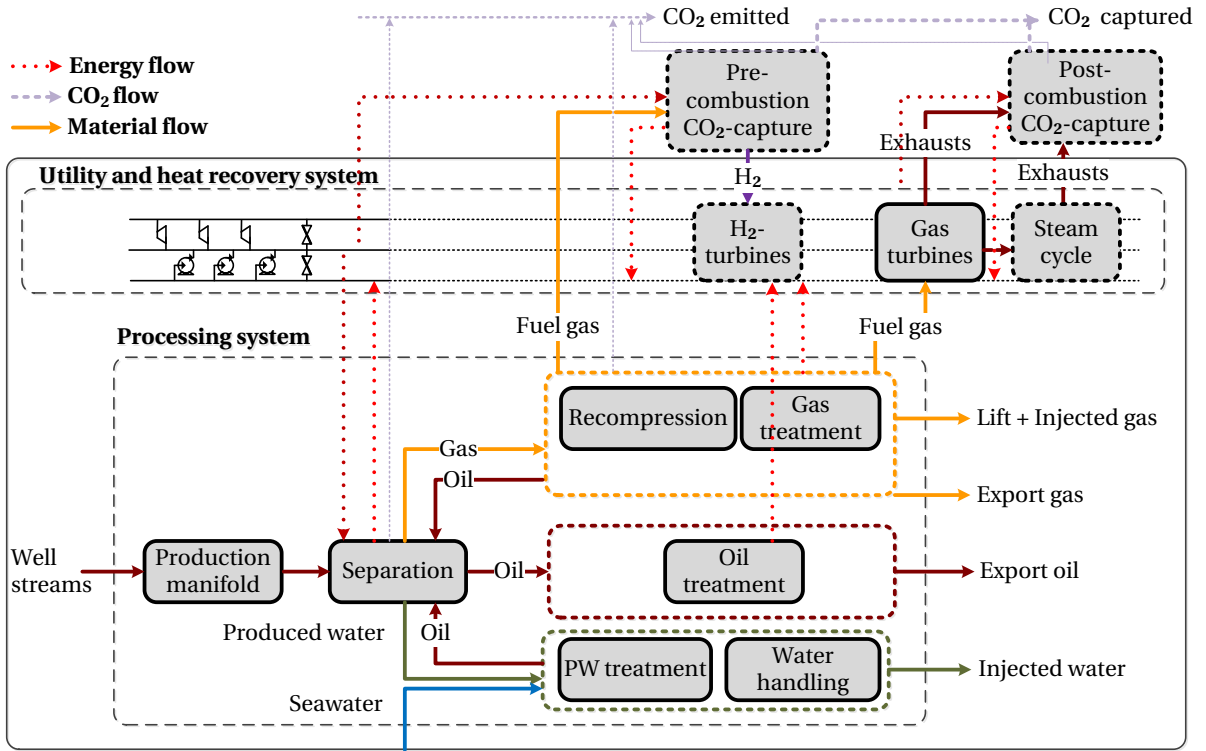 CO₂ emitted
CO₂ captured
Energy flow
CO₂ flow
Material flow
Pre-
combustion
CO₂-capture
Post-
combustion
CO₂-capture
Exhausts
Exhausts
Utility and heat recovery system
H₂
H₂-
turbines
Gas
turbines
Steam
cycle
Fuel gas
Fuel gas
Processing system
Recompression
Gas
treatment
Lift + Injected gas
Gas
Oil
Export gas
Well
streams
Production
manifold
Separation
Oil
Oil
treatment
Export oil
Produced water
Oil
PW treatment
Water
handling
Injected water
Seawater